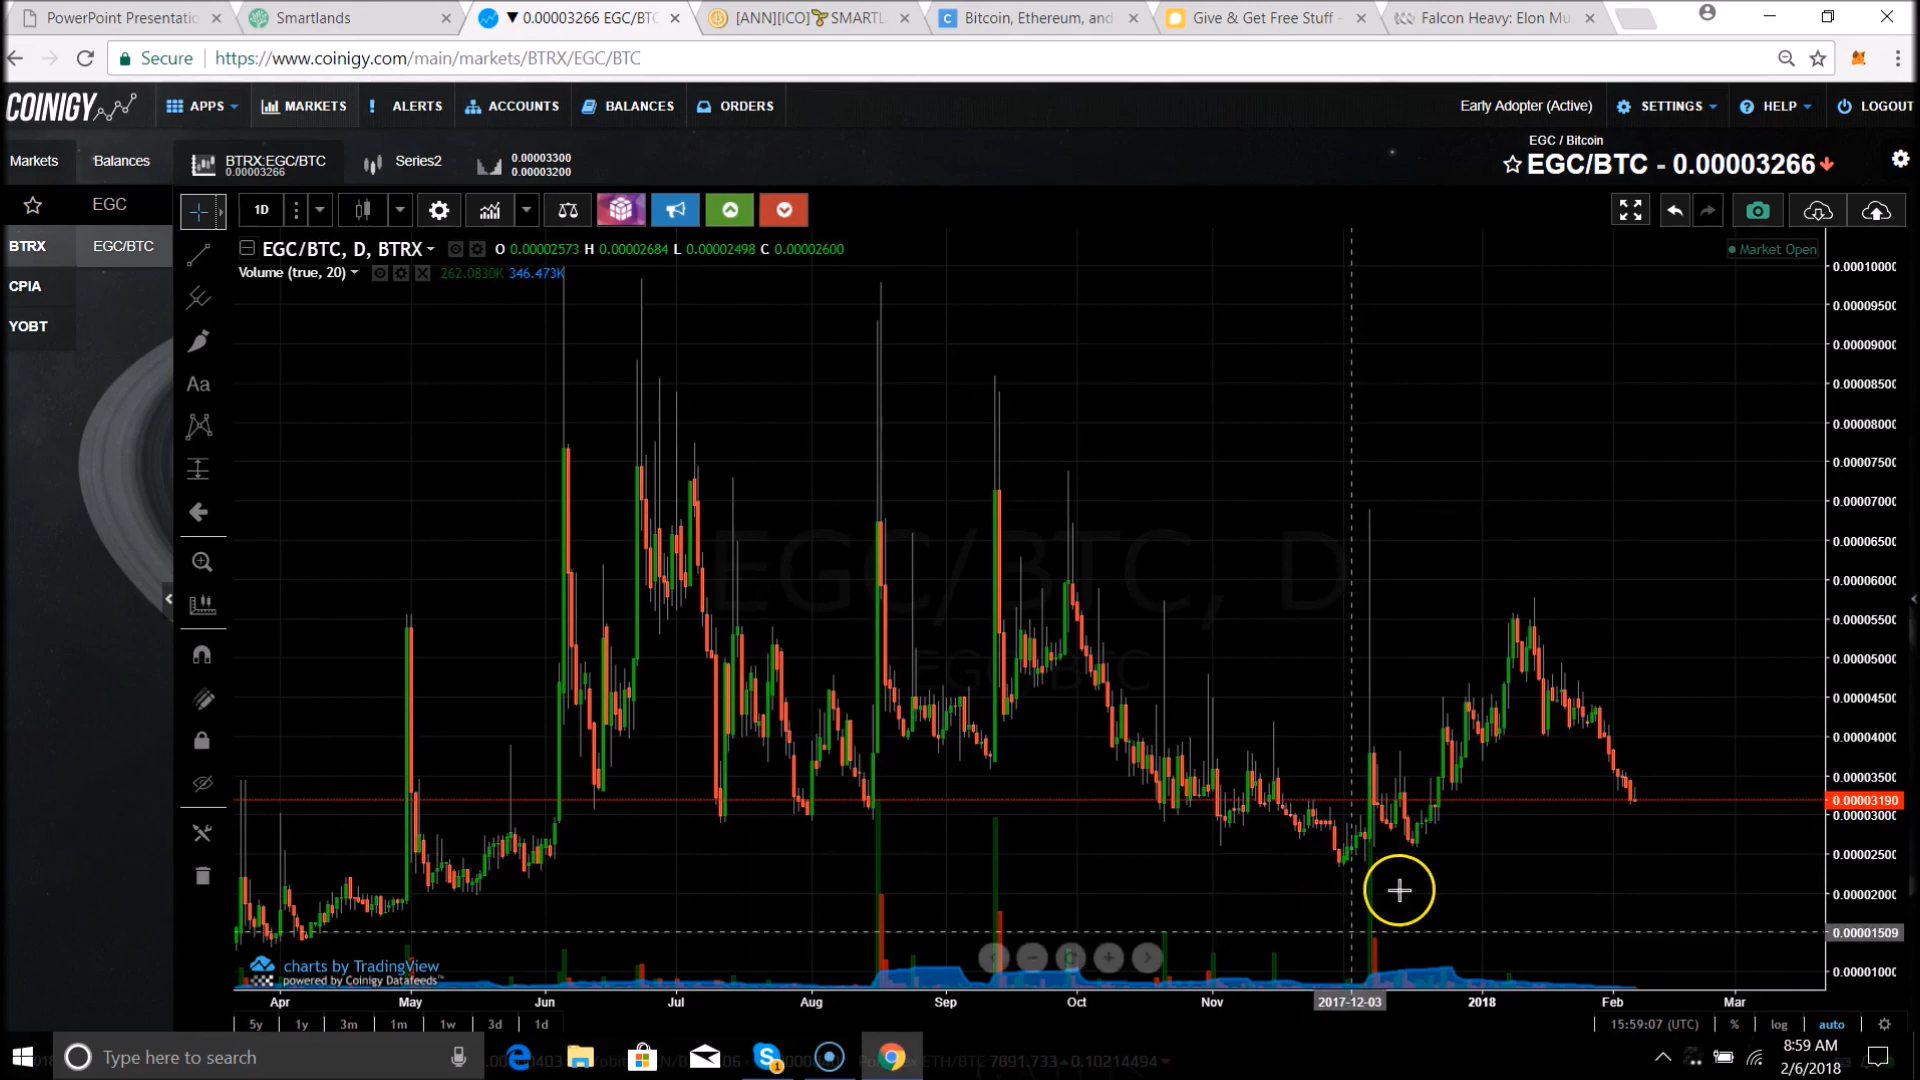 PowerPoint Presentatio
Smartlands
▼ 0.00003266 EGC/BTC
[ANN][ICO] SMARTL
Bitcoin, Ethereum, and
Give & Get Free Stuff -
Falcon Heavy: Elon Mu
Secure
https://www.coinigy.com/main/markets/BTRX/EGC/BTC
COINIGY
APPS
MARKETS
ALERTS
ACCOUNTS
BALANCES
ORDERS
Early Adopter (Active)
SETTINGS
HELP
LOGOUT
Markets
Balances
BTRX:EGC/BTC
0.00003266
Series2
0.00003300
0.00003200
EGC / Bitcoin
EGC/BTC - 0.00003266
EGC
BTRX
EGC/BTC
CPIA
YOBT
1D
EGC/BTC, D, BTRX
O 0.00002573 H 0.00002684 L 0.00002498 C 0.00002600
Market Open
Volume (true, 20)
262.0830K 346.473K
Aa
EGC/BTC, D
EGC/BTC
0.00010000
0.00009500
0.00009000
0.00008500
0.00008000
0.00007500
0.00007000
0.00006500
0.00006000
0.00005500
0.00005000
0.00004500
0.00004000
0.00003500
0.00003190
0.00003000
0.00002500
0.00002000
0.00001509
0.00001000
charts by TradingView
powered by Coinigy Datafeeds
Apr
May
Jun
Jul
Aug
Sep
Oct
Nov
2017-12-03
2018
Feb
Mar
5y
1y
3m
1m
1w
3d
1d
15:59:07 (UTC)
%
log
auto
Type here to search
ETH/BTC 7891.733 0.10214494
8:59 AM
2/6/2018